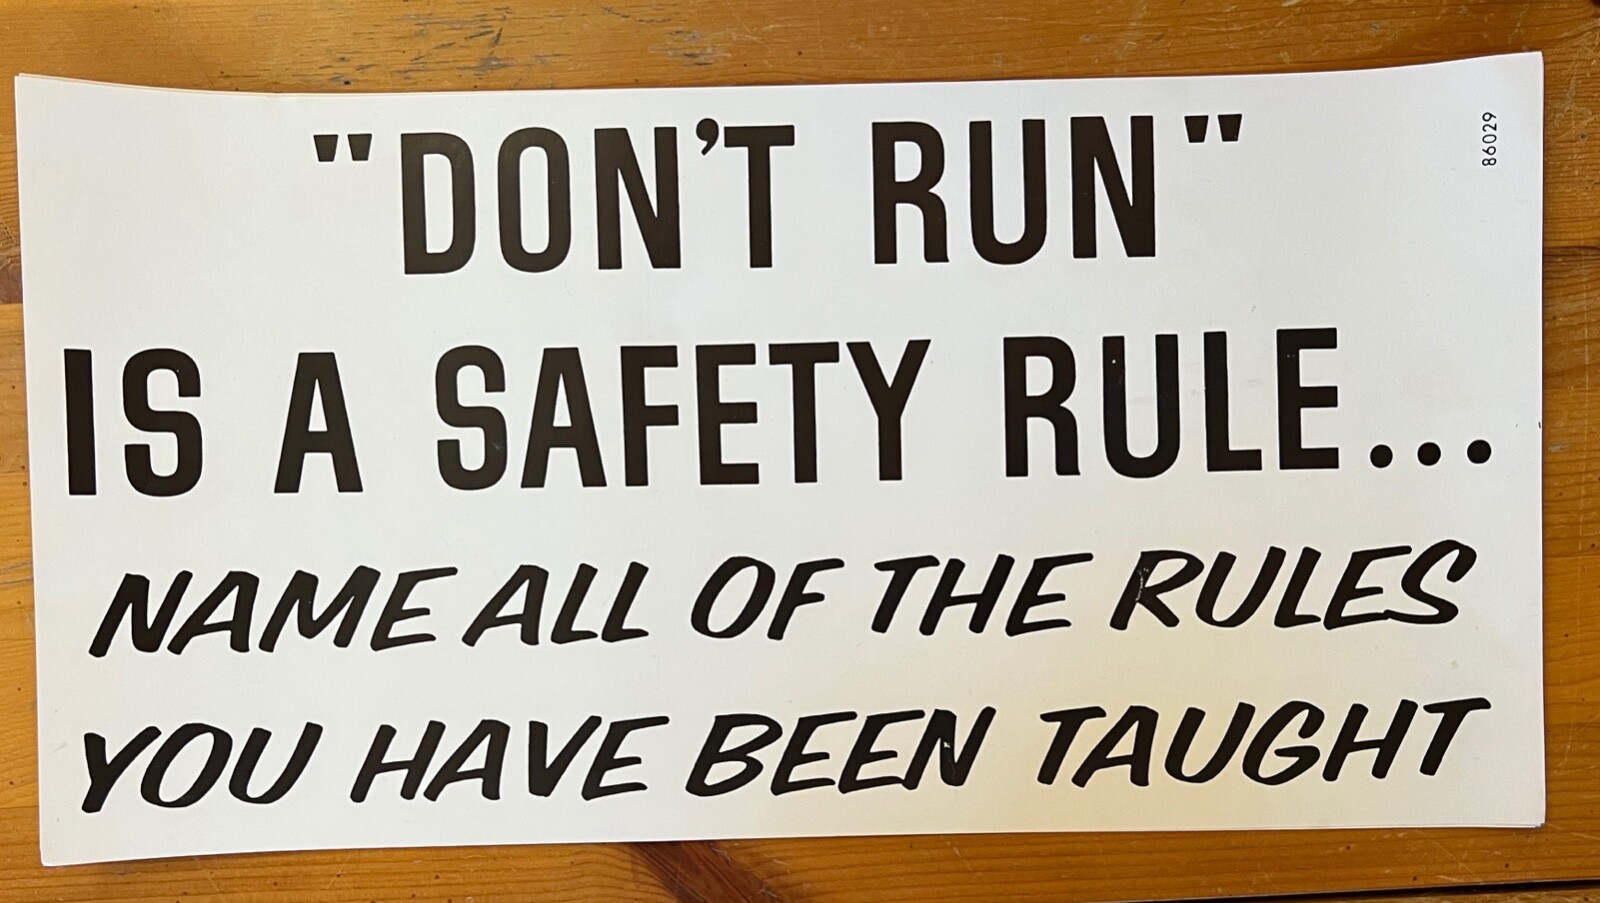 "DON'T RUN"
86029
IS A SAFETY RULE...
NAME ALL OF THE RULES
YOU HAVE BEEN TAUGHT